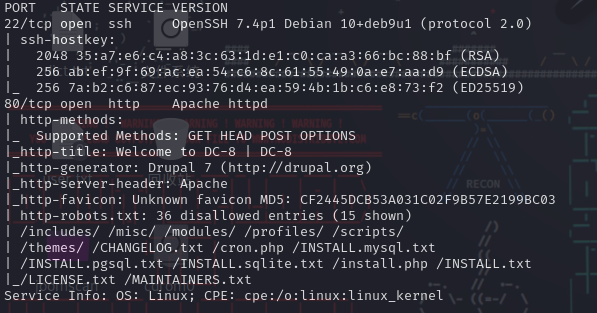 PORT   STATE SERVICE VERSION
22/tcp open  ssh     OpenSSH 7.4p1 Debian 10+deb9u1 (protocol 2.0)
| ssh-hostkey:
|   2048 35:a7:e6:c4:a8:3c:63:1d:e1:c0:ca:a3:66:bc:88:bf (RSA)
|   256 ab:ef:9f:69:ac:ea:54:c6:8c:61:55:49:0a:e7:aa:d9 (ECDSA)
|_  256 7a:b2:c6:87:ec:93:76:d4:ea:59:4b:1b:c6:e8:73:f2 (ED25519)
80/tcp open  http    Apache httpd
| http-methods:
|_  Supported Methods: GET HEAD POST OPTIONS
|_http-title: Welcome to DC-8 | DC-8
|_http-generator: Drupal 7 (http://drupal.org)
|_http-server-header: Apache
|_http-favicon: Unknown favicon MD5: CF2445DCB53A031C02F9B57E2199BC03
| http-robots.txt: 36 disallowed entries (15 shown)
| /includes/ /misc/ /modules/ /profiles/ /scripts/
| /themes/ /CHANGELOG.txt /cron.php /INSTALL.mysql.txt
| /INSTALL.pgsql.txt /INSTALL.sqlite.txt /install.php /INSTALL.txt
|_/LICENSE.txt /MAINTAINERS.txt
Service Info: OS: Linux; CPE: cpe:/o:linux:linux_kernel
RECON